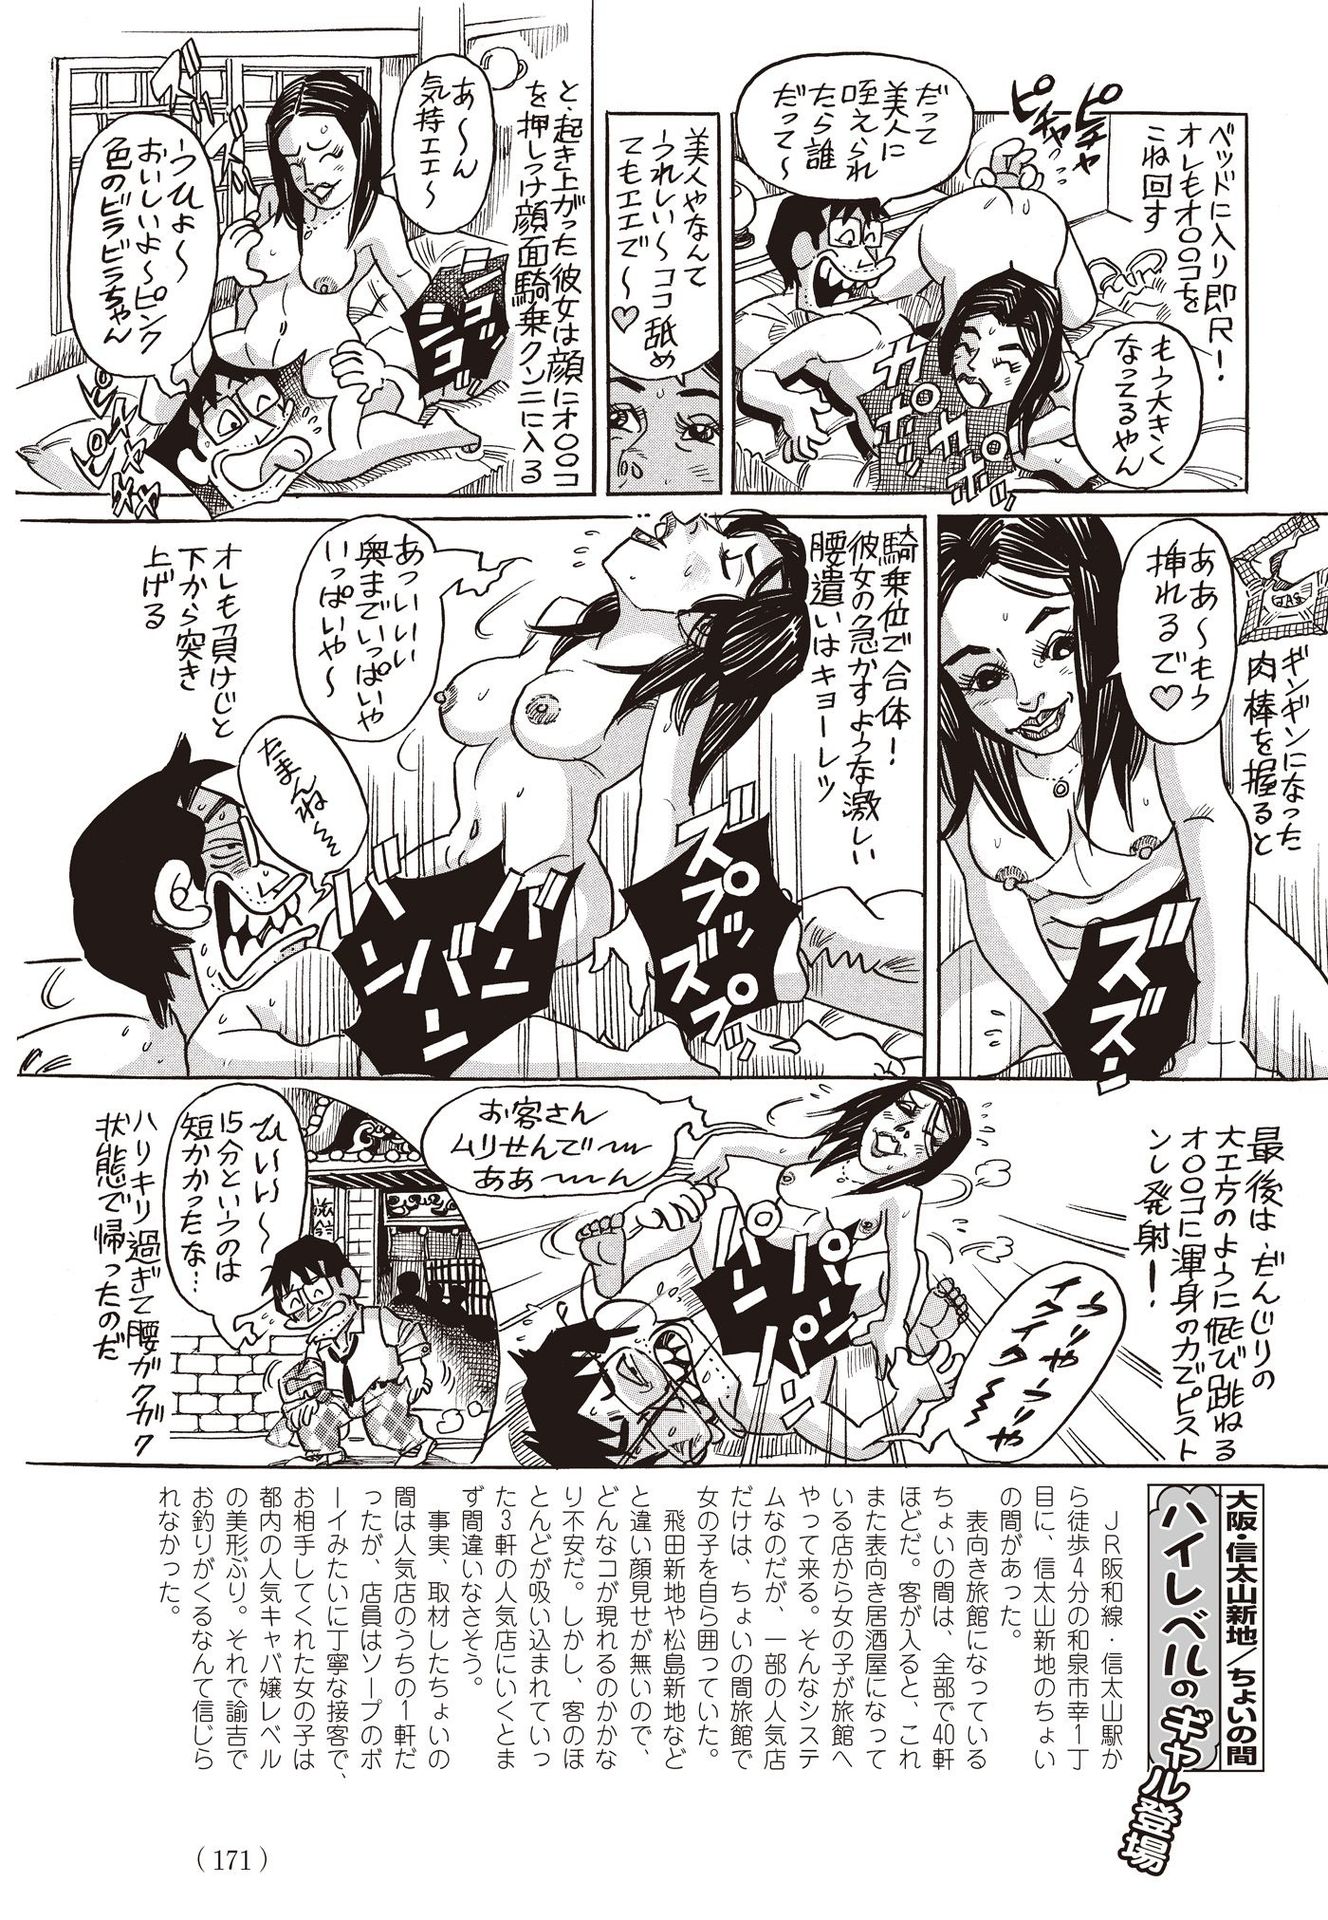 ベッドに入り即尺!
オレもオ〇〇コを
こね回す
ピチャ
ピチャ
だって
美人に
咥えられ
たら誰
だって〜
もう大きく
なってるやん
カポッ
カポッ
美人やなんて
うれしい〜ココ舐め
てもエエで〜♡
と、起き上がった彼女は顔にオ〇〇コ
を押しつけ顔面騎乗クンニに入る
あ〜ん
気持エエ〜
シコ
シコ
うひょ〜
おいしいよ〜ピンク
色のビラビラちゃん
ピチャ
ピチャ
ギンギンになった
肉棒を握ると
JAS
ああ〜もう
挿れるで♡
ズズン
騎乗位で合体!
彼女の急かすような激しい
腰遣いはキョーレツ
ズプッ
ズズプッ
あっいいい
奥までいっぱいや
いっぱいや〜
バン
バン
バン
オレも負けじと
下から突き
上げる
たまんね〜
最後は、だんじりの
大工方のように飛び跳ねる
オ〇〇コに渾身の力でピスト
ンし発射!
お客さん
ムリせんで〜
ああ〜〜ん
パン
パン
パン
うりゃうりゃ
うりゃ
旅館
ひい〜い〜
15分というのは
短かかったな…
ハリキリ過ぎて腰がクガク
状態で帰ったのだ
大阪・信太山新地/ちょいの間
ハイレベルのギャル登場
JR阪和線・信太山駅か
ら徒歩4分の和泉市幸1丁
目に、信太山新地のちょい
の間があった。
表向き旅館になっている
ちょいの間は、全部で40軒
ほどだ。客が入ると、これ
また表向き居酒屋になって
いる店から女の子が旅館へ
やって来る。そんなシステ
ムなのだが、一部の人気店
だけは、ちょいの間旅館で
女の子を自ら囲っていた。
飛田新地や松島新地など
と違い顔見せが無いので、
どんなコが現れるのかかな
り不安だ。しかし、客のほ
とんどが吸い込まれていっ
た3軒の人気店にいくとま
ず間違いなさそう。
事実、取材したちょいの
間は人気店のうちの1軒だ
ったが、店員はソープのボ
ーイみたいに丁寧な接客で、
お相手してくれた女の子は
都内の人気キャバ嬢レベル
の美形ぶり。それで諭吉で
お釣りがくるなんて信じら
れなかった。
(171)